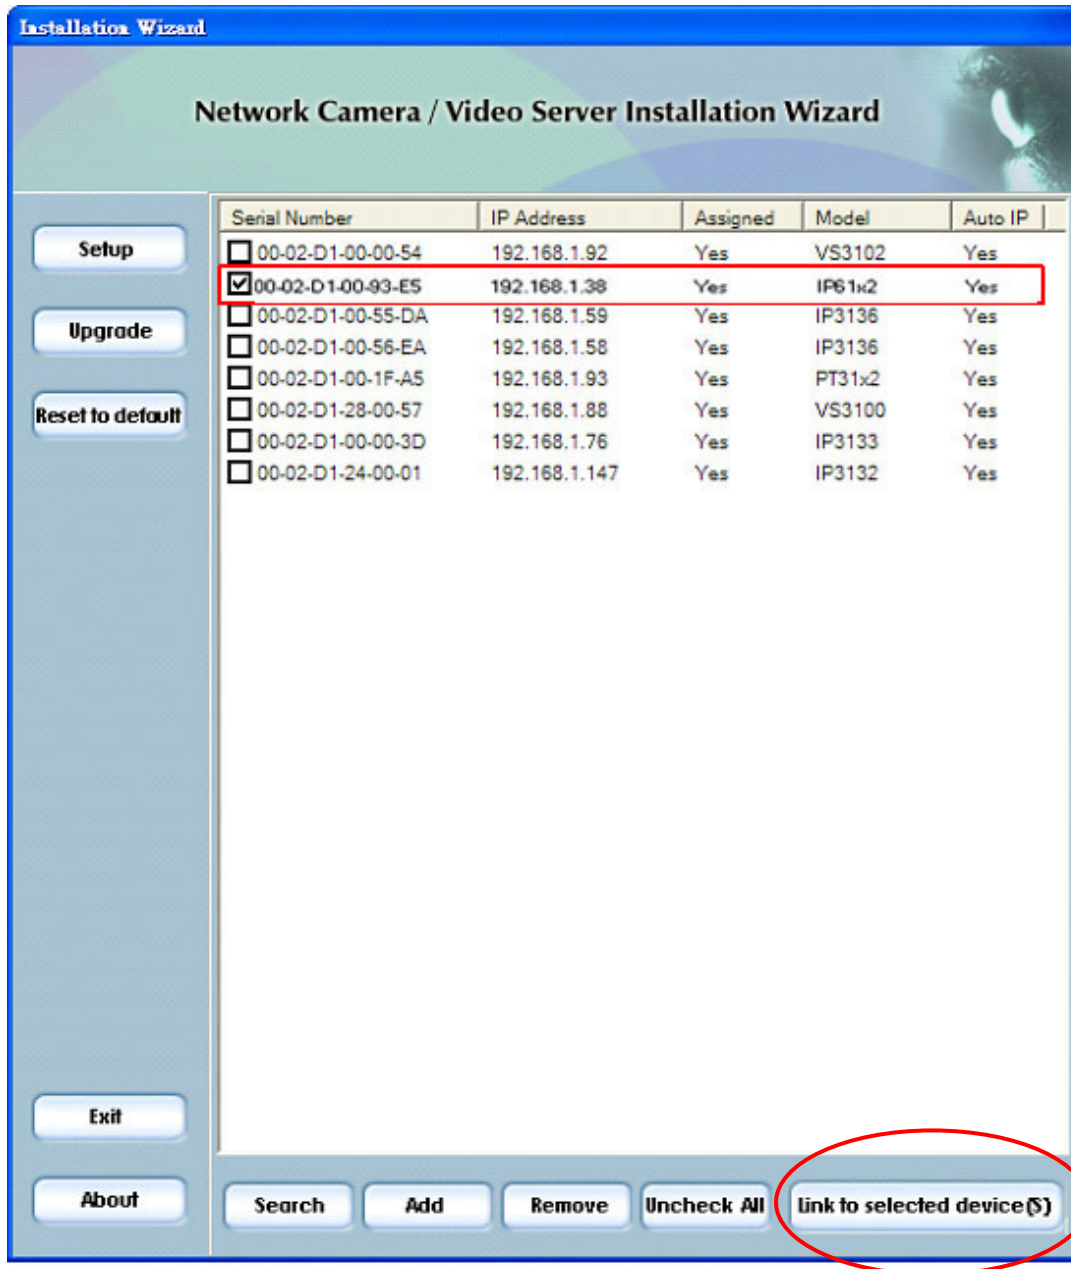 Installation Wizard
Network Camera / Video Server Installation Wizard
Serial Number IP Address Assigned Model Auto IP
Setup
00-02-D1-00-00-54 192.168.1.92 Yes VS3102 Yes
00-02-D1-00-93-E5 192.168.1.38 Yes IP61x2 Yes
00-02-D1-00-55-DA 192.168.1.59 Yes IP3136 Yes
Upgrade
00-02-D1-00-56-EA 192.168.1.58 Yes IP3136 Yes
00-02-D1-00-1F-A5 192.168.1.93 Yes PT31x2 Yes
Reset to default
00-02-D1-28-00-57 192.168.1.88 Yes VS3100 Yes
00-02-D1-00-00-3D 192.168.1.76 Yes IP3133 Yes
00-02-D1-24-00-01 192.168.1.147 Yes IP3132 Yes
Exit
About
Search Add Remove Uncheck All Link to selected device(S)